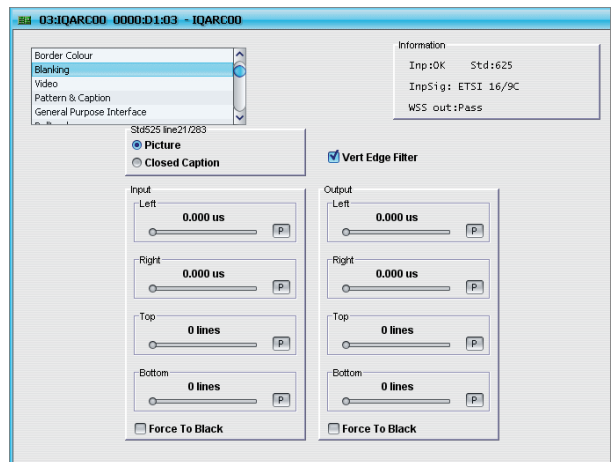 03:IQARC00 0000:D1:03 - IQARC00
Border Colour
Blanking
Video
Pattern & Caption
General Purpose Interface
Information
Inp:OK Std:625
InpSig: ETSI 16/9C
WSS out:Pass
Std525 line21/283
Picture
Closed Caption
Vert Edge Filter
Input
Left
0.000 us
P
Right
0.000 us
P
Top
0 lines
P
Bottom
0 lines
P
Force To Black
Output
Left
0.000 us
P
Right
0.000 us
P
Top
0 lines
P
Bottom
0 lines
P
Force To Black